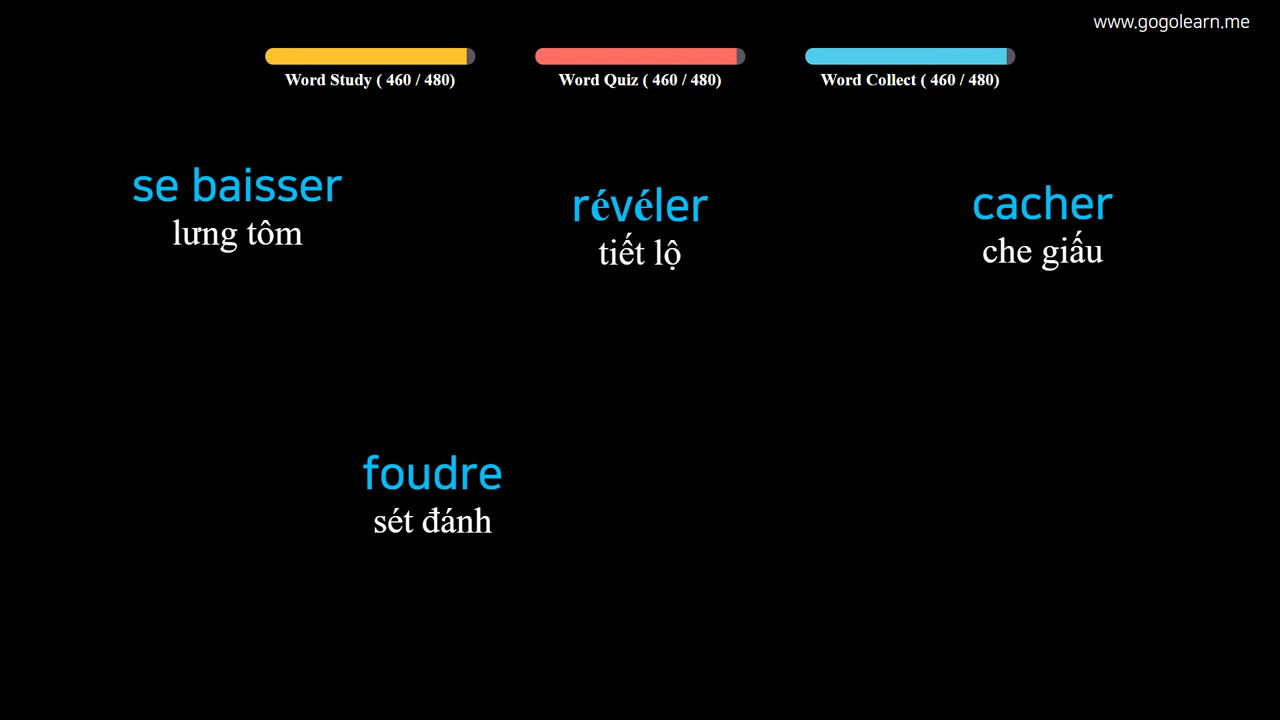 www.gogolearn.me
Word Study ( 460 / 480)
Word Quiz ( 460 / 480)
Word Collect ( 460 / 480)
se baisser
lưng tôm
révéler
tiết lộ
cacher
che giấu
foudre
sét đánh